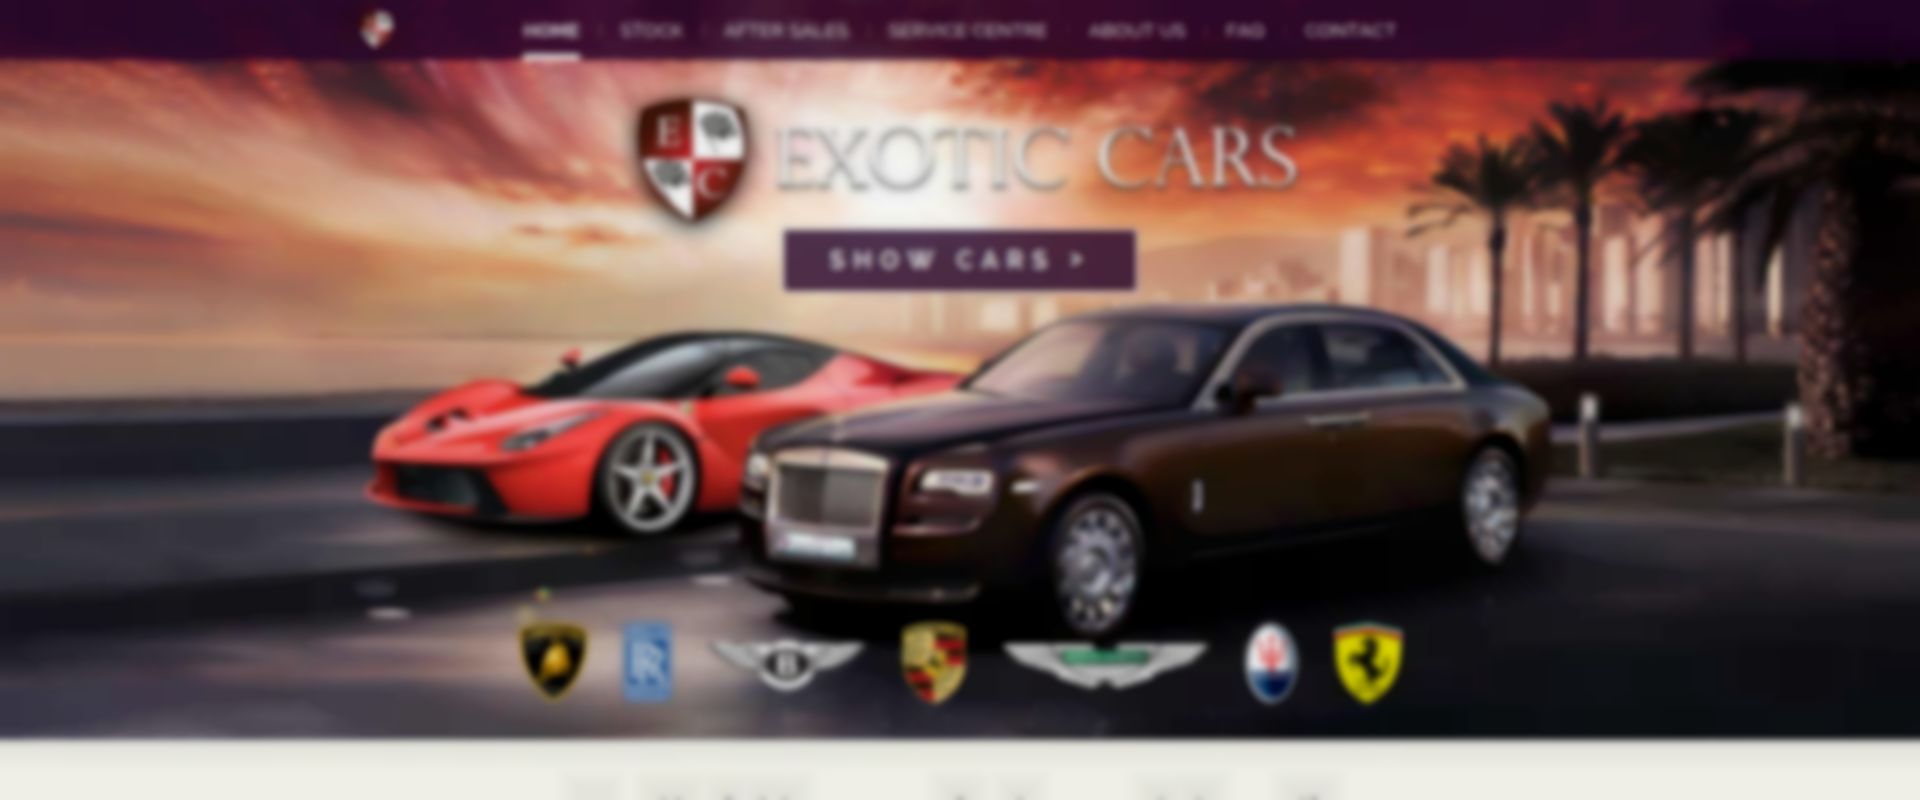 HOME STOCK AFTER SALES SERVICE CENTRE ABOUT US FAQ CONTACT
E
C
EXOTIC CARS
SHOW CARS >
B